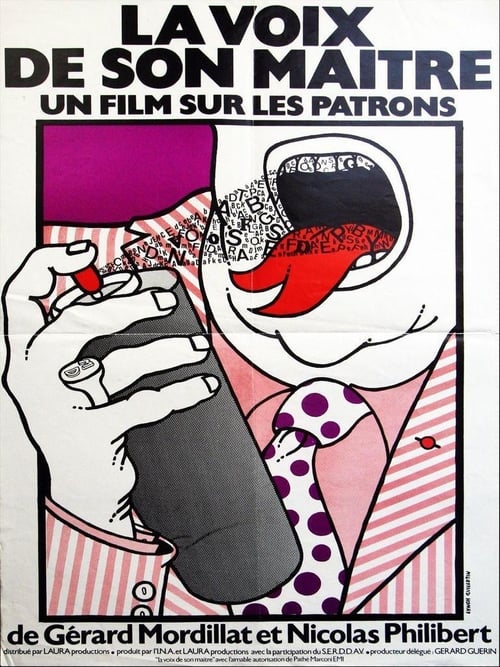 LA VOIX
DE SON MAITRE
UN FILM SUR LES PATRONS
de Gérard Mordillat et Nicolas Philibert
distribué par LAURA productions • produit par l'I.N.A. et LAURA productions avec la participation du S.E.R.D.D.A.V. • producteur délégué : GERARD GUERIN
"la voix de son maitre" avec l'aimable autorisation de Pathé Marconi EMI